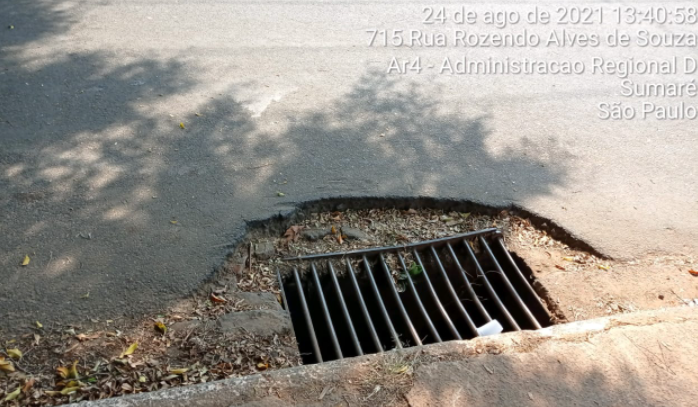 24 de ago de 2021 13:40:58
715 Rua Rozendo Alves de Souza
Ar4 - Administracao Regional D
Sumaré
São Paulo